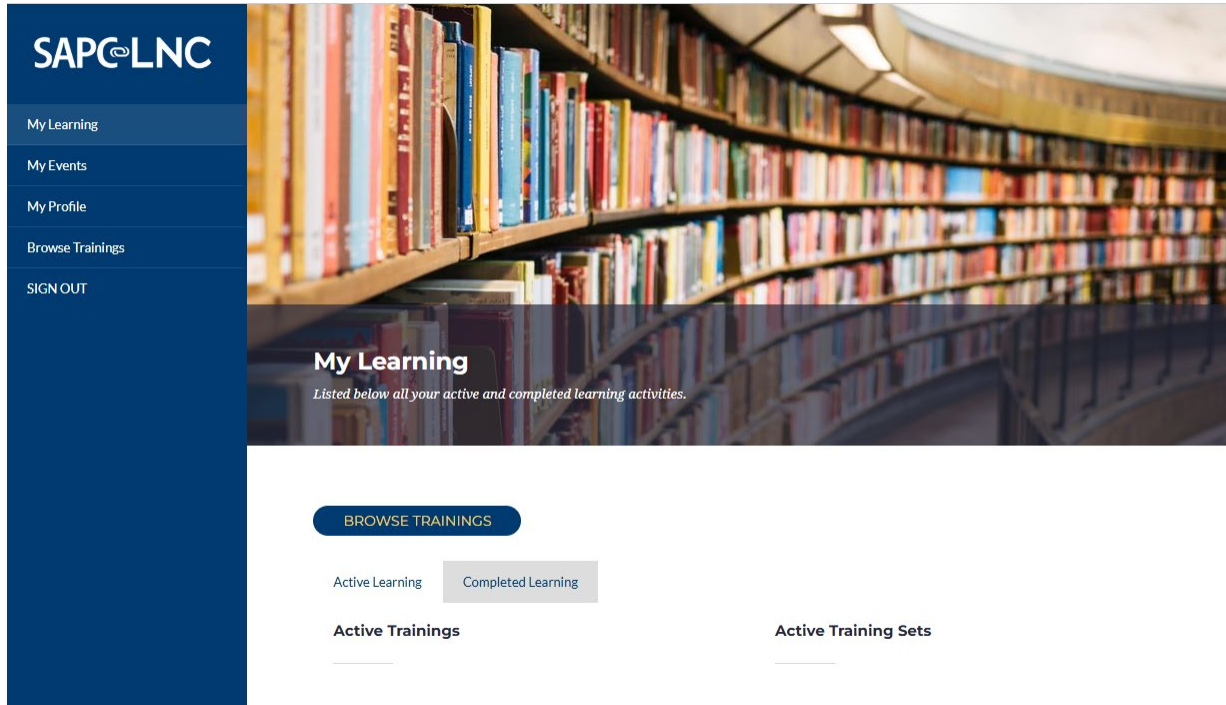 SAPC LNC
My Learning
My Events
My Profile
Browse Trainings
SIGN OUT
My Learning
Listed below all your active and completed learning activities.
BROWSE TRAININGS
Active Learning
Completed Learning
Active Trainings
Active Training Sets